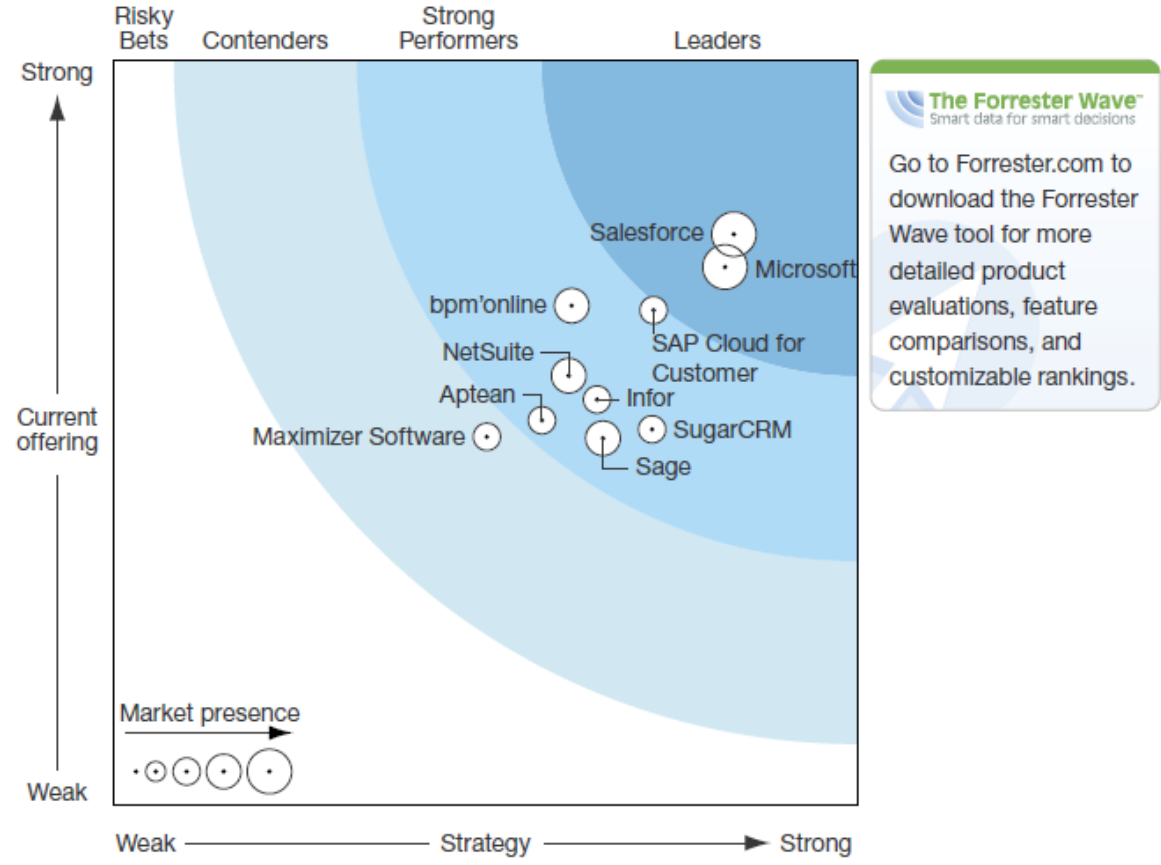 Risky
Bets
Contenders
Strong
Performers
Leaders
Strong
Current
offering
Weak
Salesforce
Microsoft
bpm'online
SAP Cloud for
Customer
NetSuite
Aptean
Infor
Maximizer Software
SugarCRM
Sage
Market presence
Weak
Strategy
Strong
The Forrester Wave™
Smart data for smart decisions
Go to Forrester.com to
download the Forrester
Wave tool for more
detailed product
evaluations, feature
comparisons, and
customizable rankings.